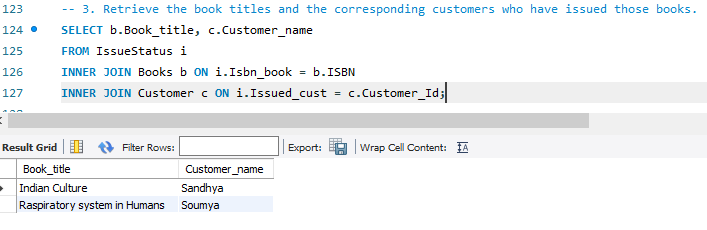 123 -- 3. Retrieve the book titles and the corresponding customers who have issued those books.
124 SELECT b.Book_title, c.Customer_name
125 FROM IssueStatus i
126 INNER JOIN Books b ON i.Isbn_book = b.ISBN
127 INNER JOIN Customer c ON i.Issued_cust = c.Customer_Id;
Result Grid Filter Rows: Export: Wrap Cell Content:
Book_title Customer_name
Indian Culture Sandhya
Raspiratory system in Humans Soumya